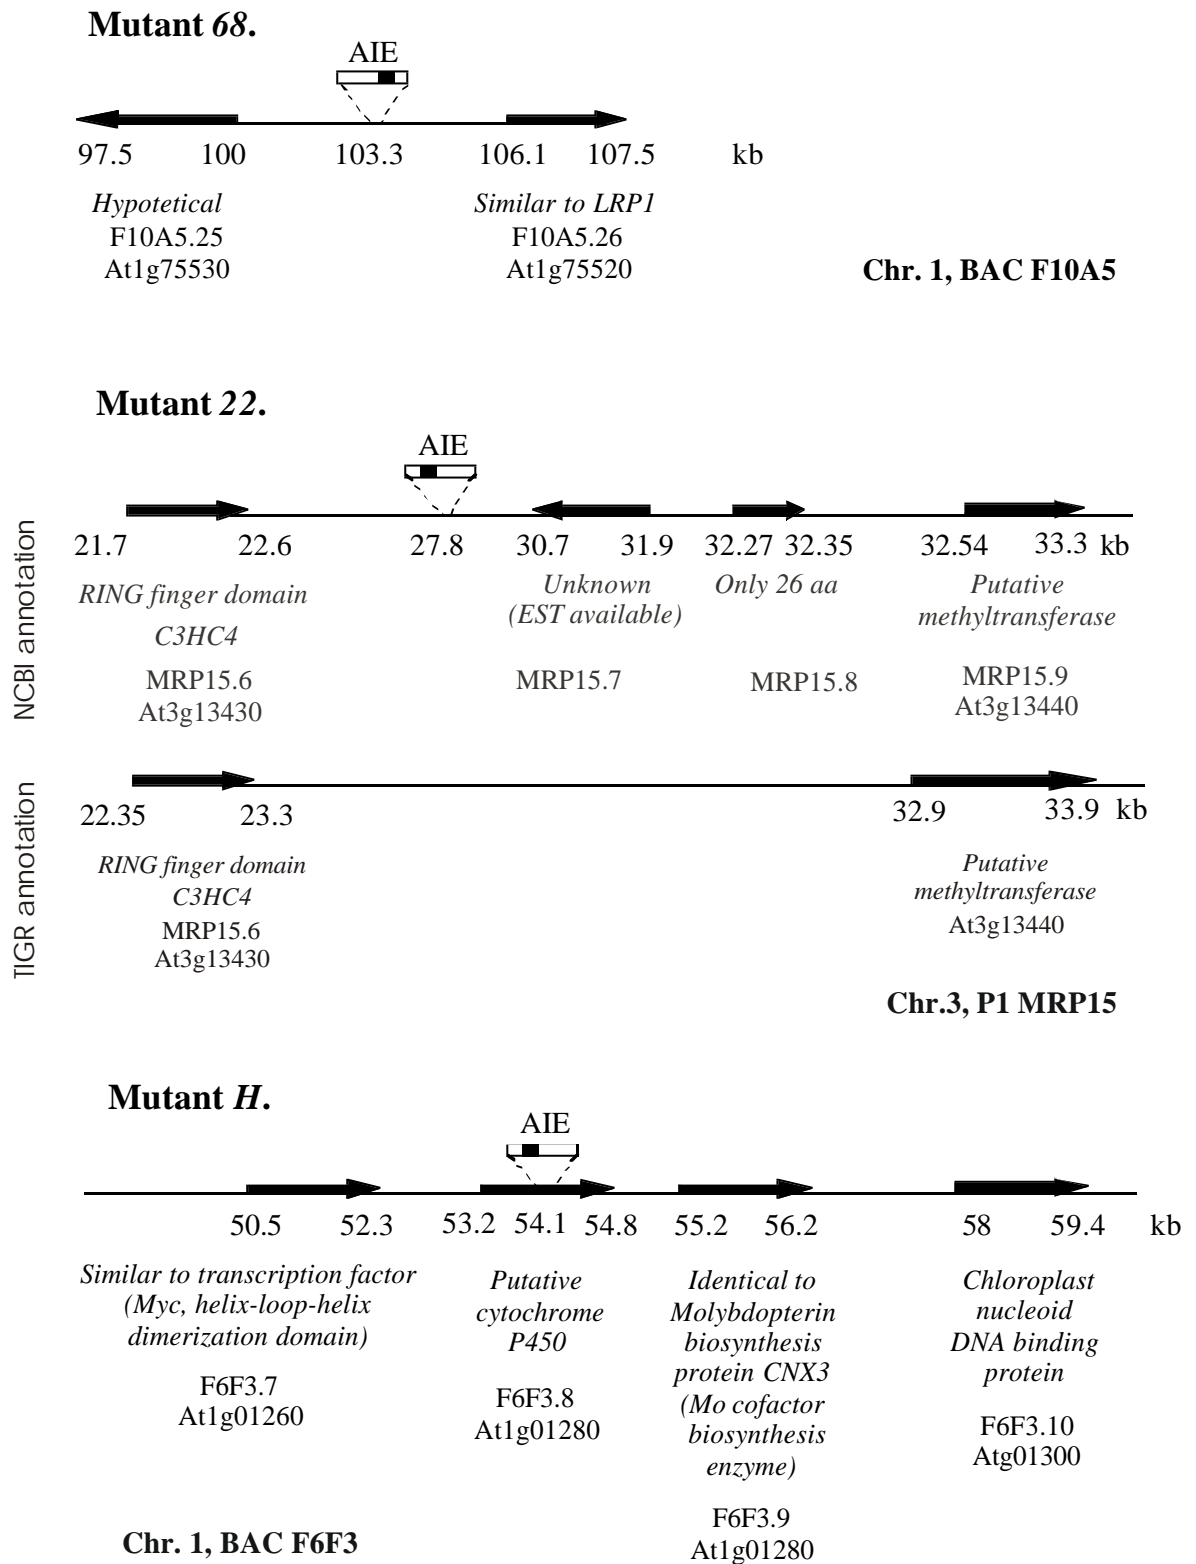 Mutant 68.
AIE
97.5 100 103.3 106.1 107.5 kb
Hypotetical
F10A5.25
At1g75530
Similar to LRP1
F10A5.26
At1g75520
Chr. 1, BAC F10A5
Mutant 22.
AIE
NCBI annotation
21.7 22.6 27.8 30.7 31.9 32.27 32.35 32.54 33.3 kb
RING finger domain
C3HC4
MRP15.6
At3g13430
Unknown
(EST available)
MRP15.7
Only 26 aa
MRP15.8
Putative
methyltransferase
MRP15.9
At3g13440
TIGR annotation
22.35 23.3 32.9 33.9 kb
RING finger domain
C3HC4
MRP15.6
At3g13430
Putative
methyltransferase
At3g13440
Chr.3, P1 MRP15
Mutant H.
AIE
50.5 52.3 53.2 54.1 54.8 55.2 56.2 58 59.4 kb
Similar to transcription factor
(Myc, helix-loop-helix
dimerization domain)
F6F3.7
At1g01260
Putative
cytochrome
P450
F6F3.8
At1g01280
Identical to
Molybdopterin
biosynthesis
protein CNX3
(Mo cofactor
biosynthesis
enzyme)
F6F3.9
At1g01280
Chloroplast
nucleoid
DNA binding
protein
F6F3.10
Atg01300
Chr. 1, BAC F6F3